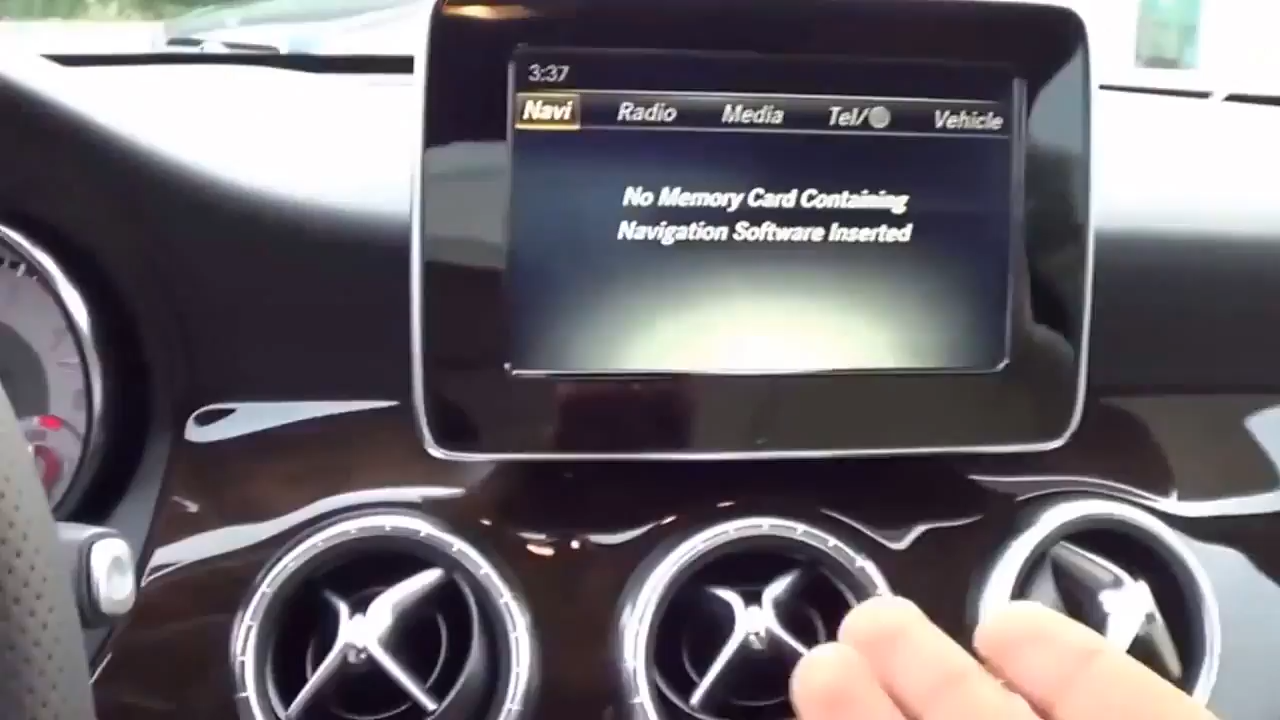 3:37
Navi Radio Media Tel/ Vehicle
No Memory Card Containing
Navigation Software Inserted